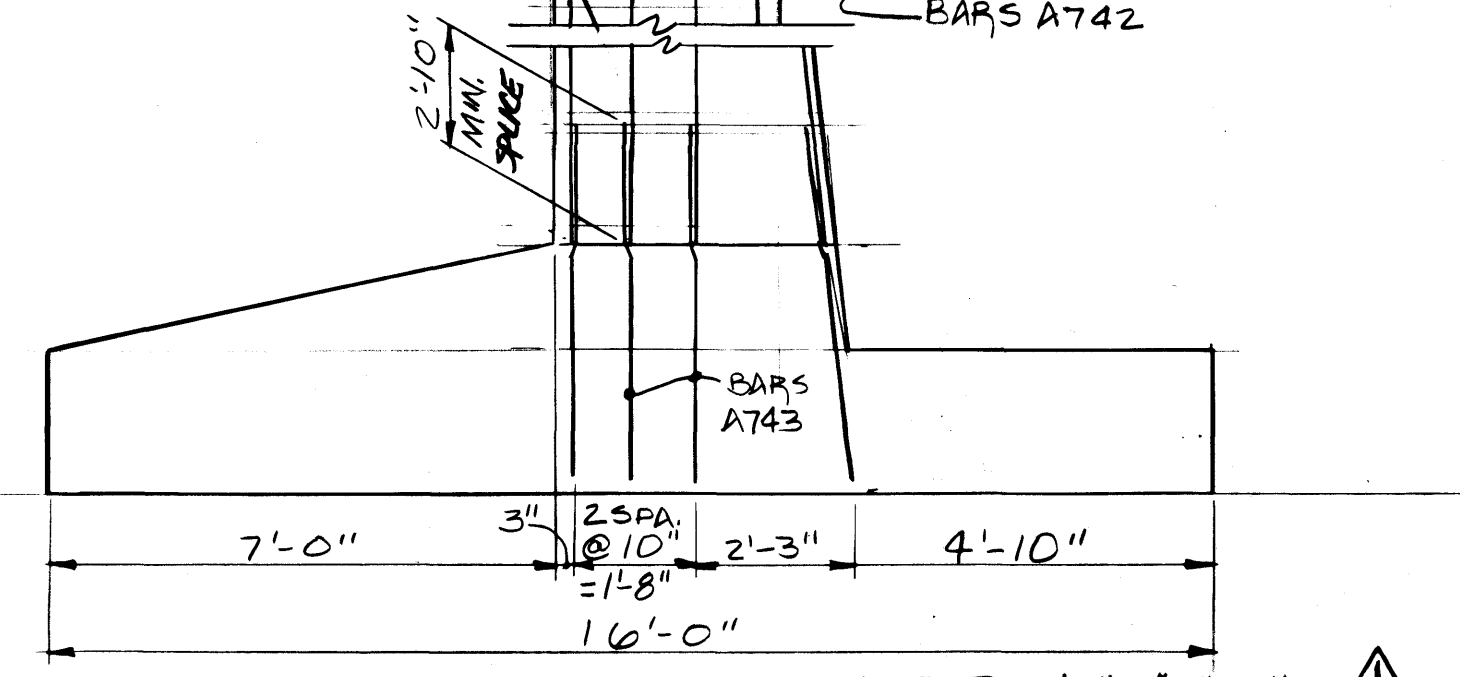 BARS A742
2'-10"
MIN.
SPLICE
BARS
A743
3"
2 SPA.
@ 10"
=1'-8"
7'-0"
2'-3"
4'-10"
16'-0"